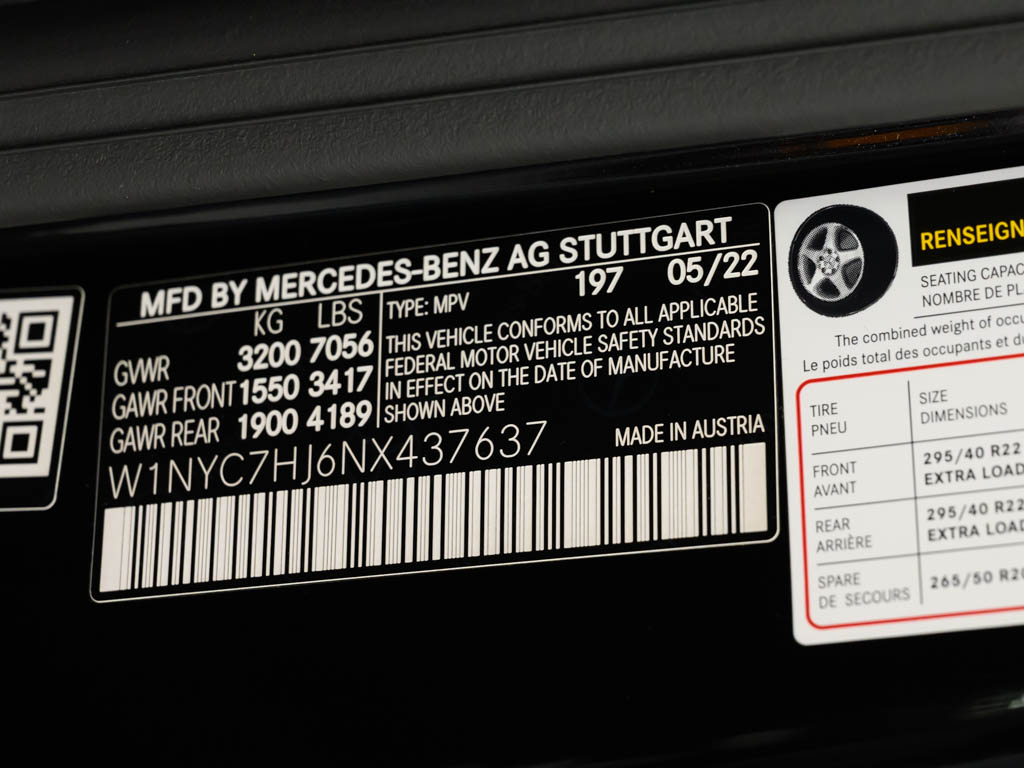 MFD BY MERCEDES-BENZ AG STUTTGART
KG LBS
GVWR 3200 7056
GAWR FRONT 1550 3417
GAWR REAR 1900 4189
TYPE: MPV 197 05/22
THIS VEHICLE CONFORMS TO ALL APPLICABLE
FEDERAL MOTOR VEHICLE SAFETY STANDARDS
IN EFFECT ON THE DATE OF MANUFACTURE
SHOWN ABOVE
W1NYC7HJ6NX437637
MADE IN AUSTRIA
RENSEIGN
SEATING CAPAC
NOMBRE DE PL
The combined weight of occu
Le poids total des occupants et du
TIRE SIZE
PNEU DIMENSIONS
FRONT 295/40 R22
AVANT EXTRA LOAD
REAR 295/40 R22
ARRIÈRE EXTRA LOAD
SPARE 265/50 R20
DE SECOURS